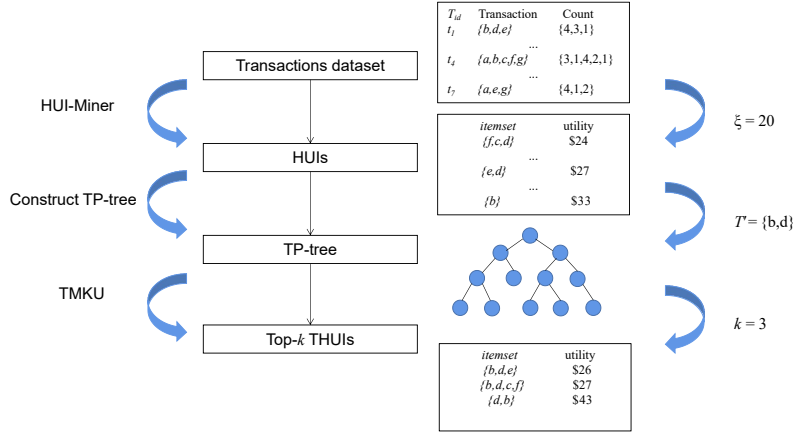 T_id Transaction Count
t_1 {b,d,e} {4,3,1}
...
t_4 {a,b,c,f,g} {3,1,4,2,1}
...
t_7 {a,e,g} {4,1,2}
Transactions dataset
HUI-Miner
ξ = 20
itemset utility
{f,c,d} $24
...
{e,d} $27
...
{b} $33
HUIs
Construct TP-tree
T' = {b,d}
TP-tree
TMKU
k = 3
Top-k THUIs
itemset utility
{b,d,e} $26
{b,d,c,f} $27
{d,b} $43